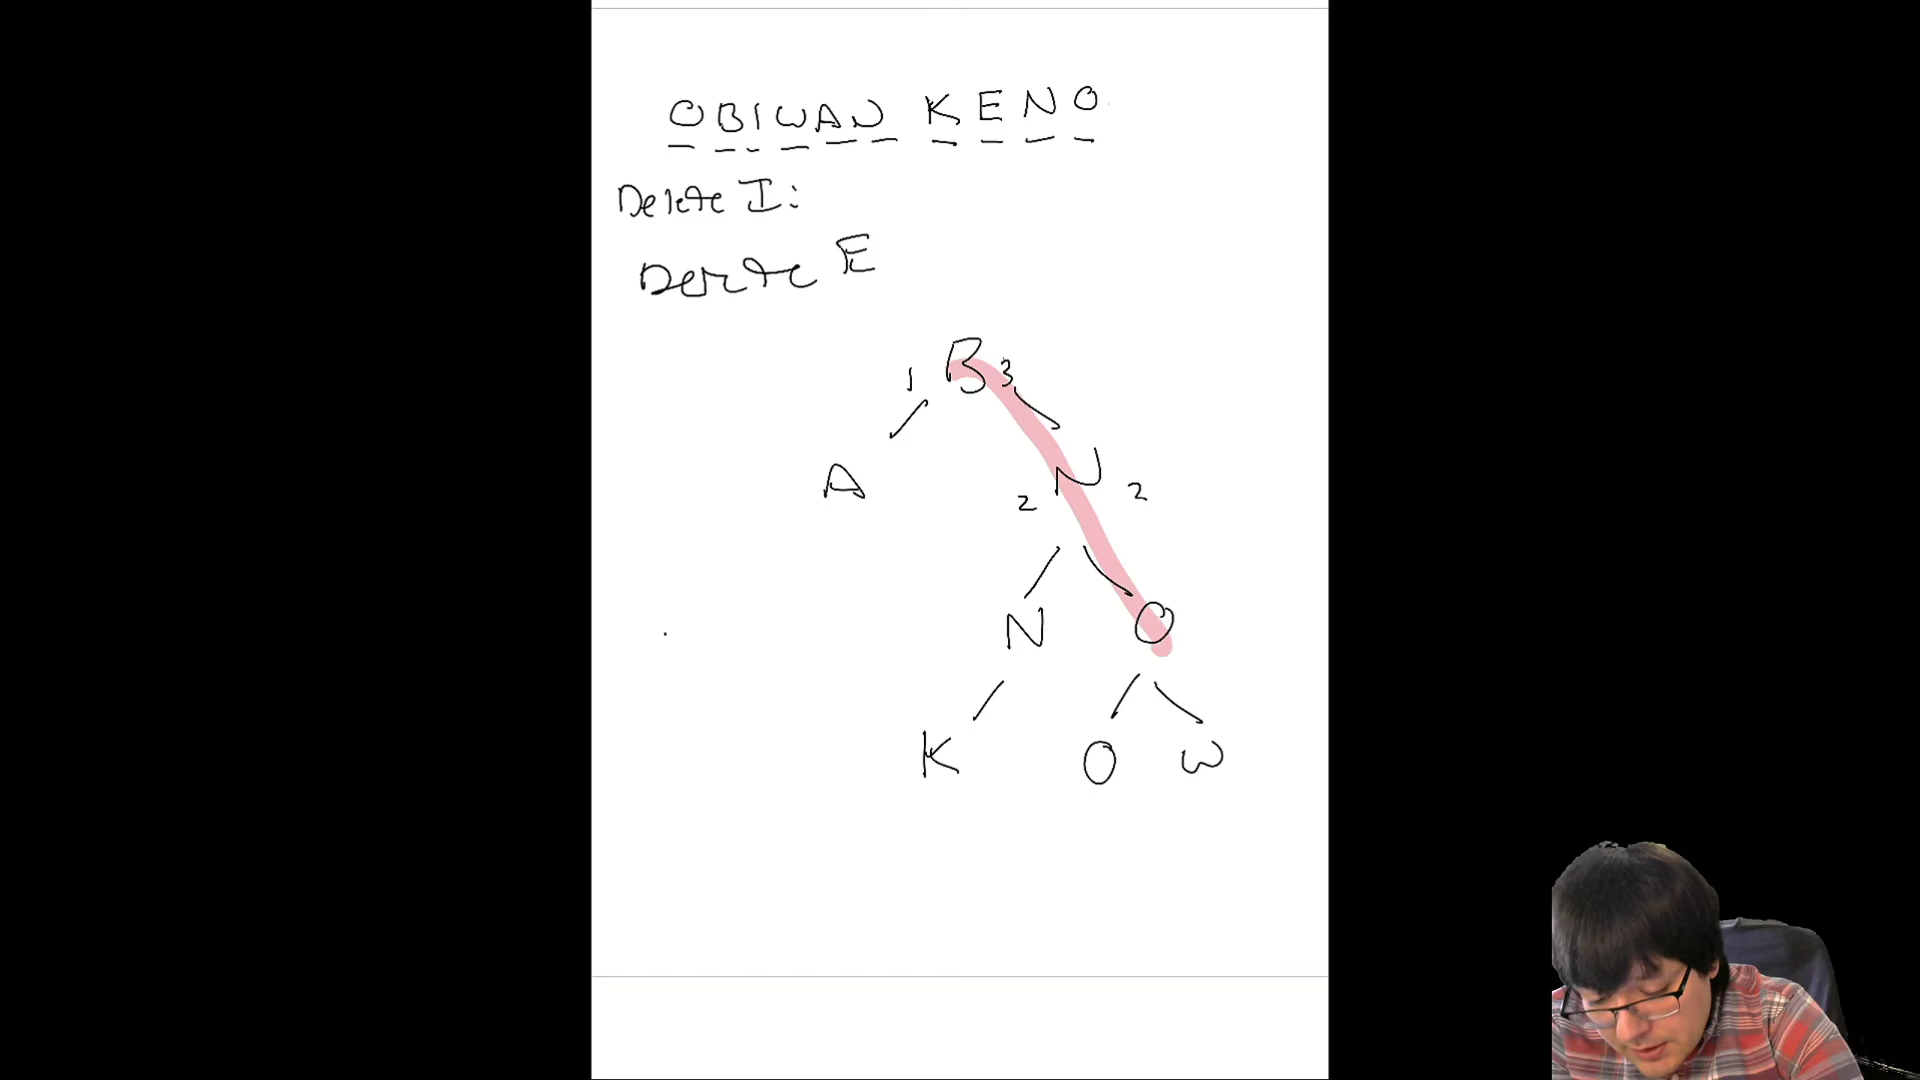 OBIWAN KENO
Delete I:
Delete E
1 B 3
A
2 N 2
N O
K O W